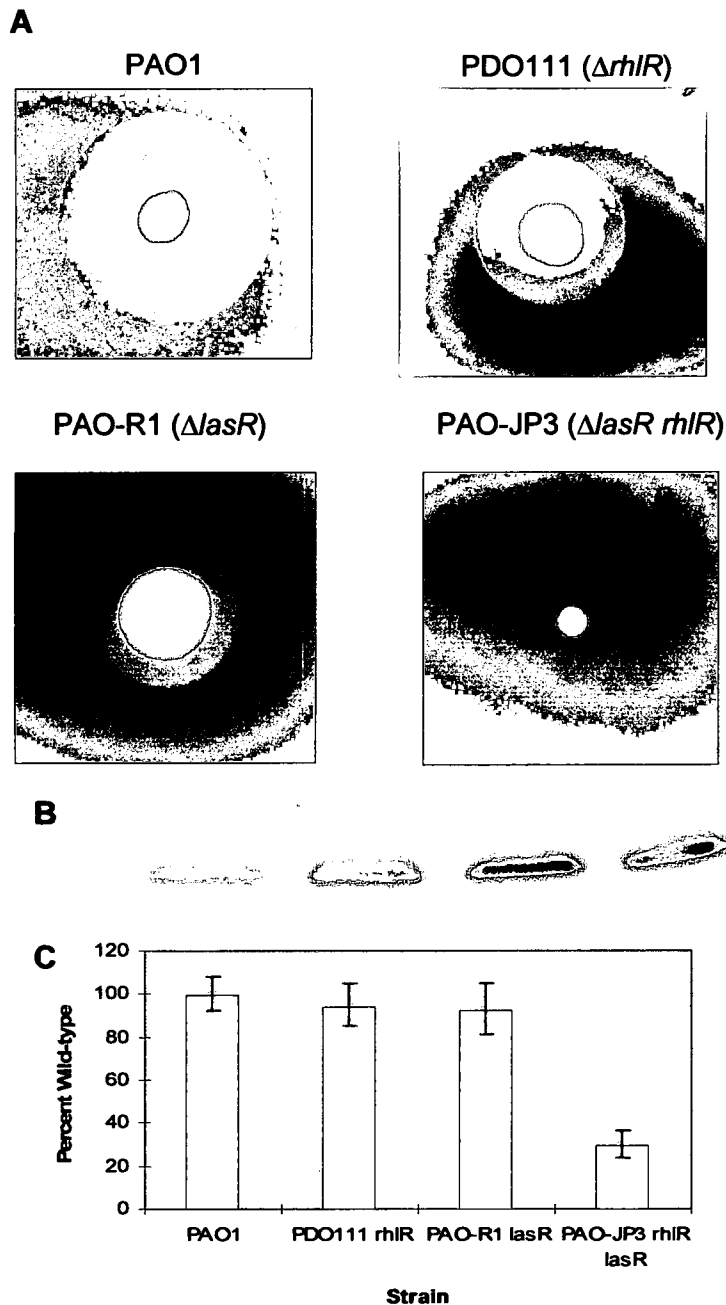 A
PAO1
PDO111 (ΔrhlR)
PAO-R1 (ΔlasR)
PAO-JP3 (ΔlasR rhlR)
B
C
Percent Wild-type
120
100
80
60
40
20
0
PAO1
PDO111 rhlR
PAO-R1 lasR
PAO-JP3 rhlR
lasR
Strain